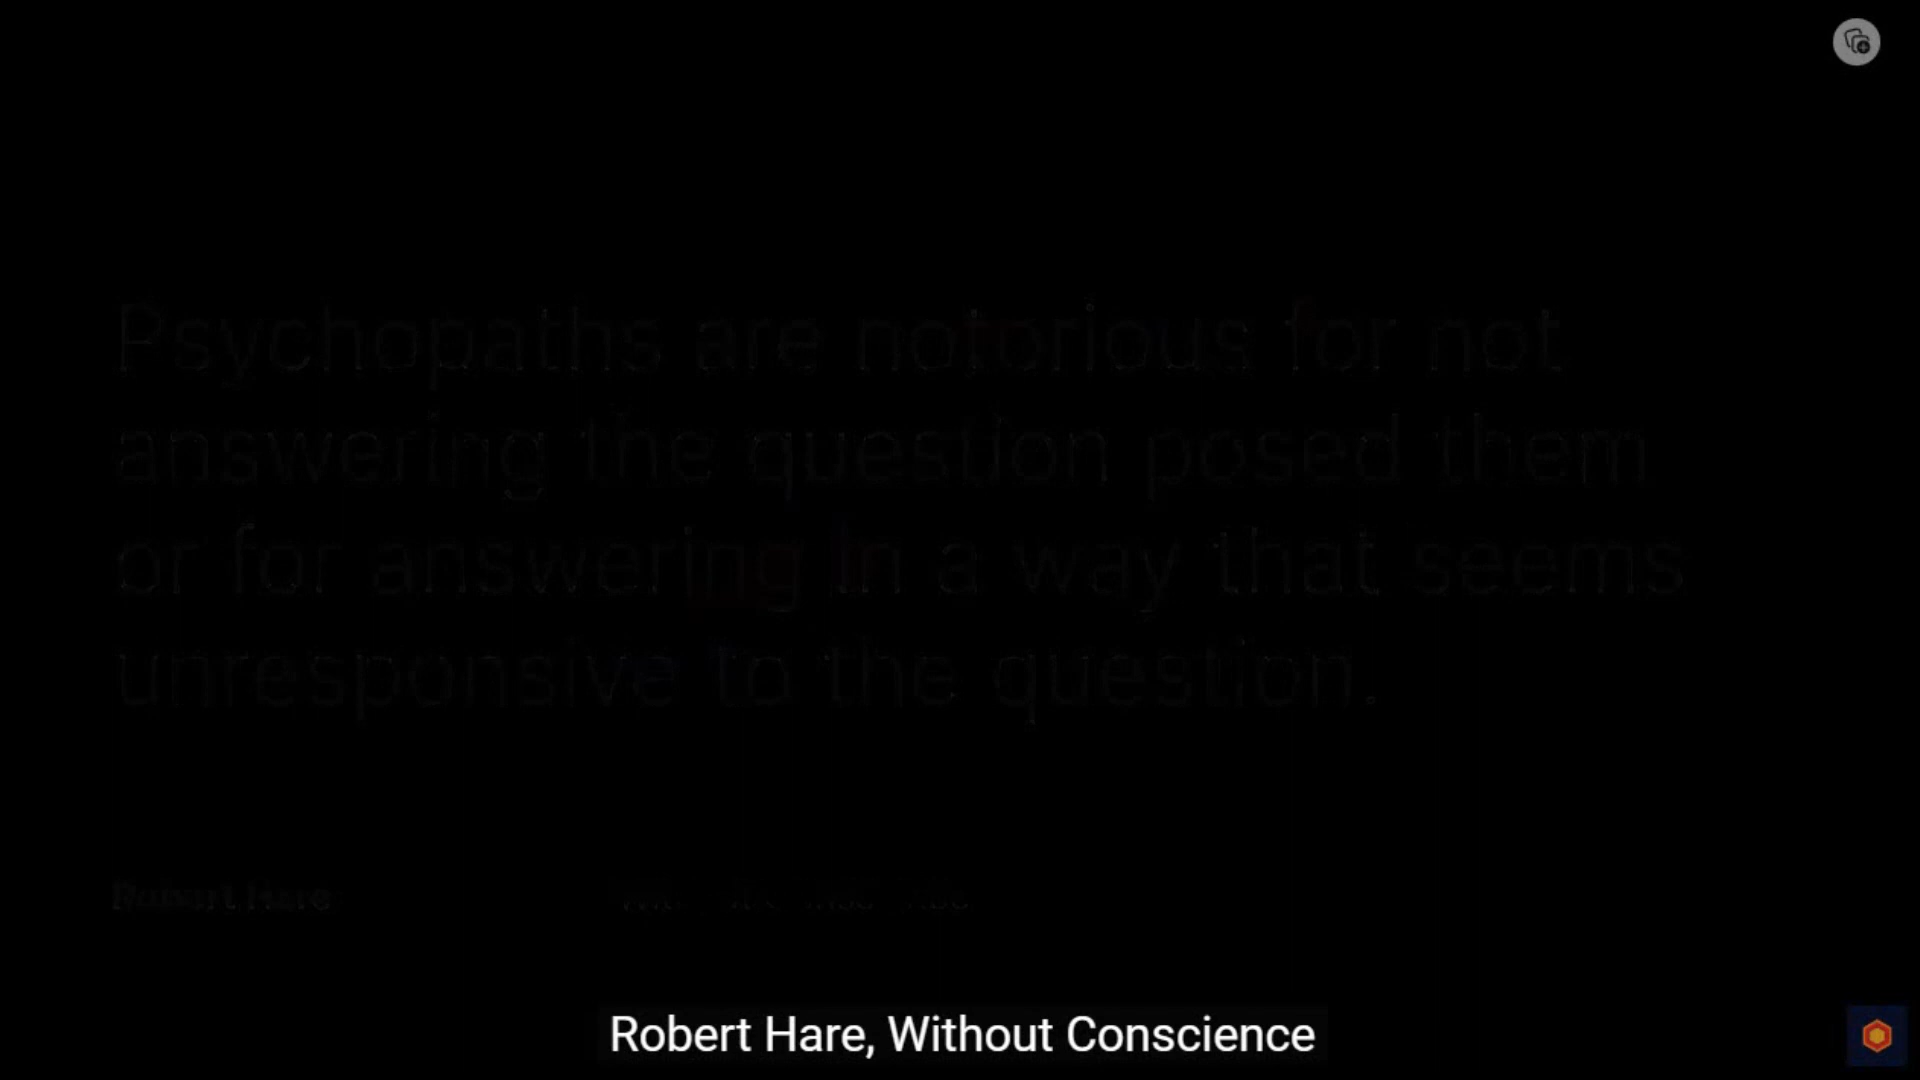 Psychopaths are notorious for not
answering the question posed them
or for answering in a way that seems
unresponsive to the question.
Robert Hare
Robert Hare, Without Conscience